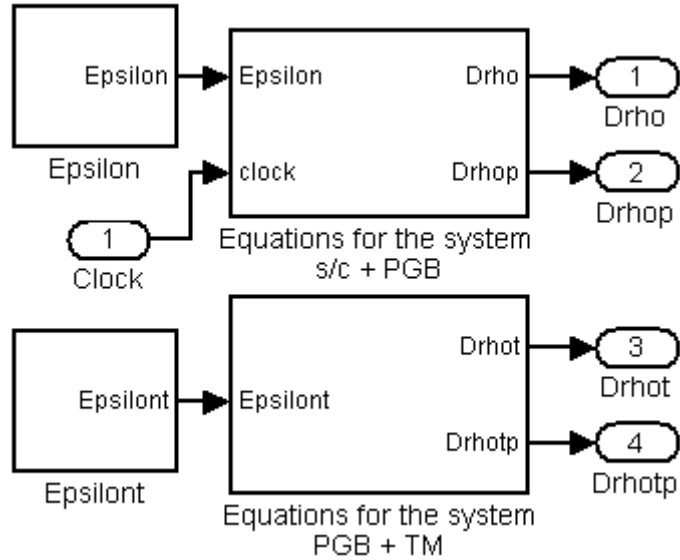 Epsilon
Epsilon
Epsilon
clock
Drho
Drhop
1
Drho
2
Drhop
1
Clock
Equations for the system
s/c + PGB
Epsilont
Epsilont
Epsilont
Drhot
Drhotp
3
Drhot
4
Drhotp
Equations for the system
PGB + TM